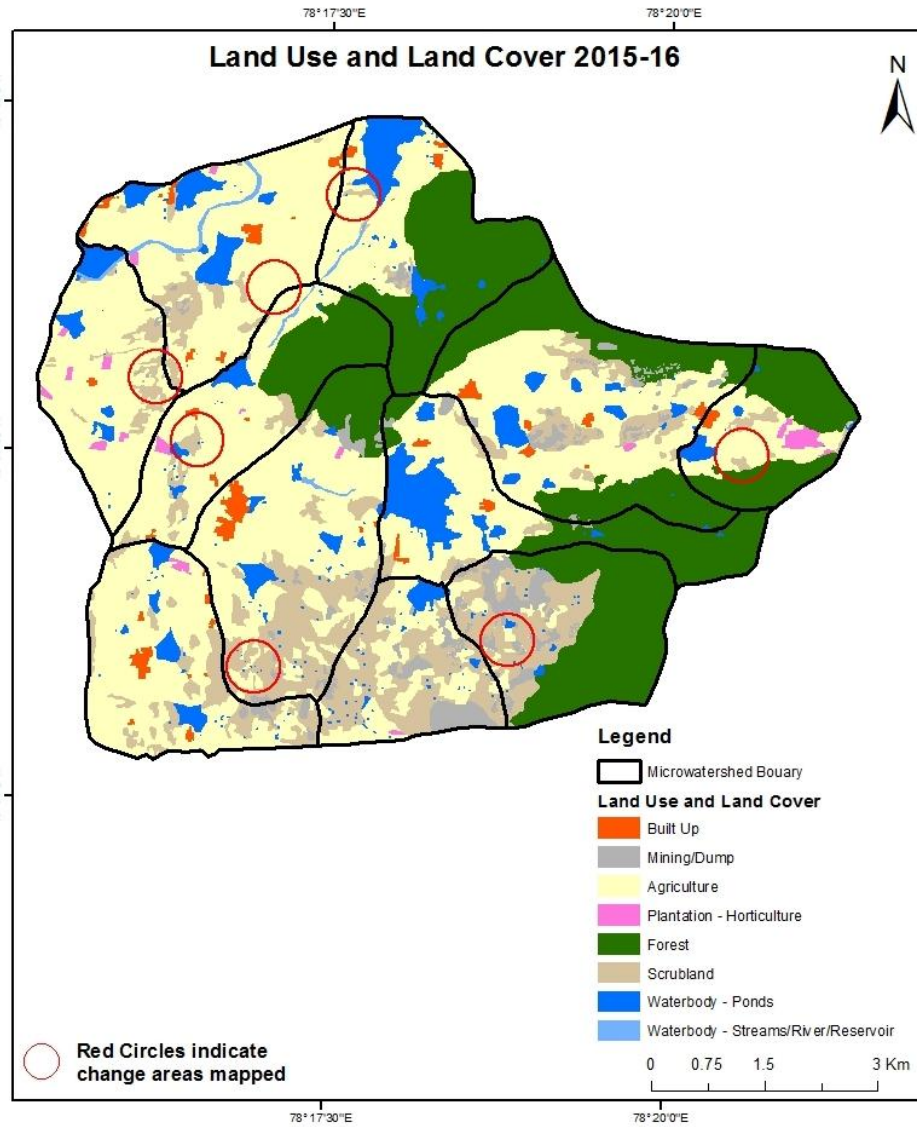 78°17'30"E
78°20'0"E
Land Use and Land Cover 2015-16
N
Legend
Microwatershed Bouary
Land Use and Land Cover
Built Up
Mining/Dump
Agriculture
Plantation - Horticulture
Forest
Scrubland
Waterbody - Ponds
Waterbody - Streams/River/Reservoir
0 0.75 1.5 3 Km
Red Circles indicate
change areas mapped
78°17'30"E
78°20'0"E